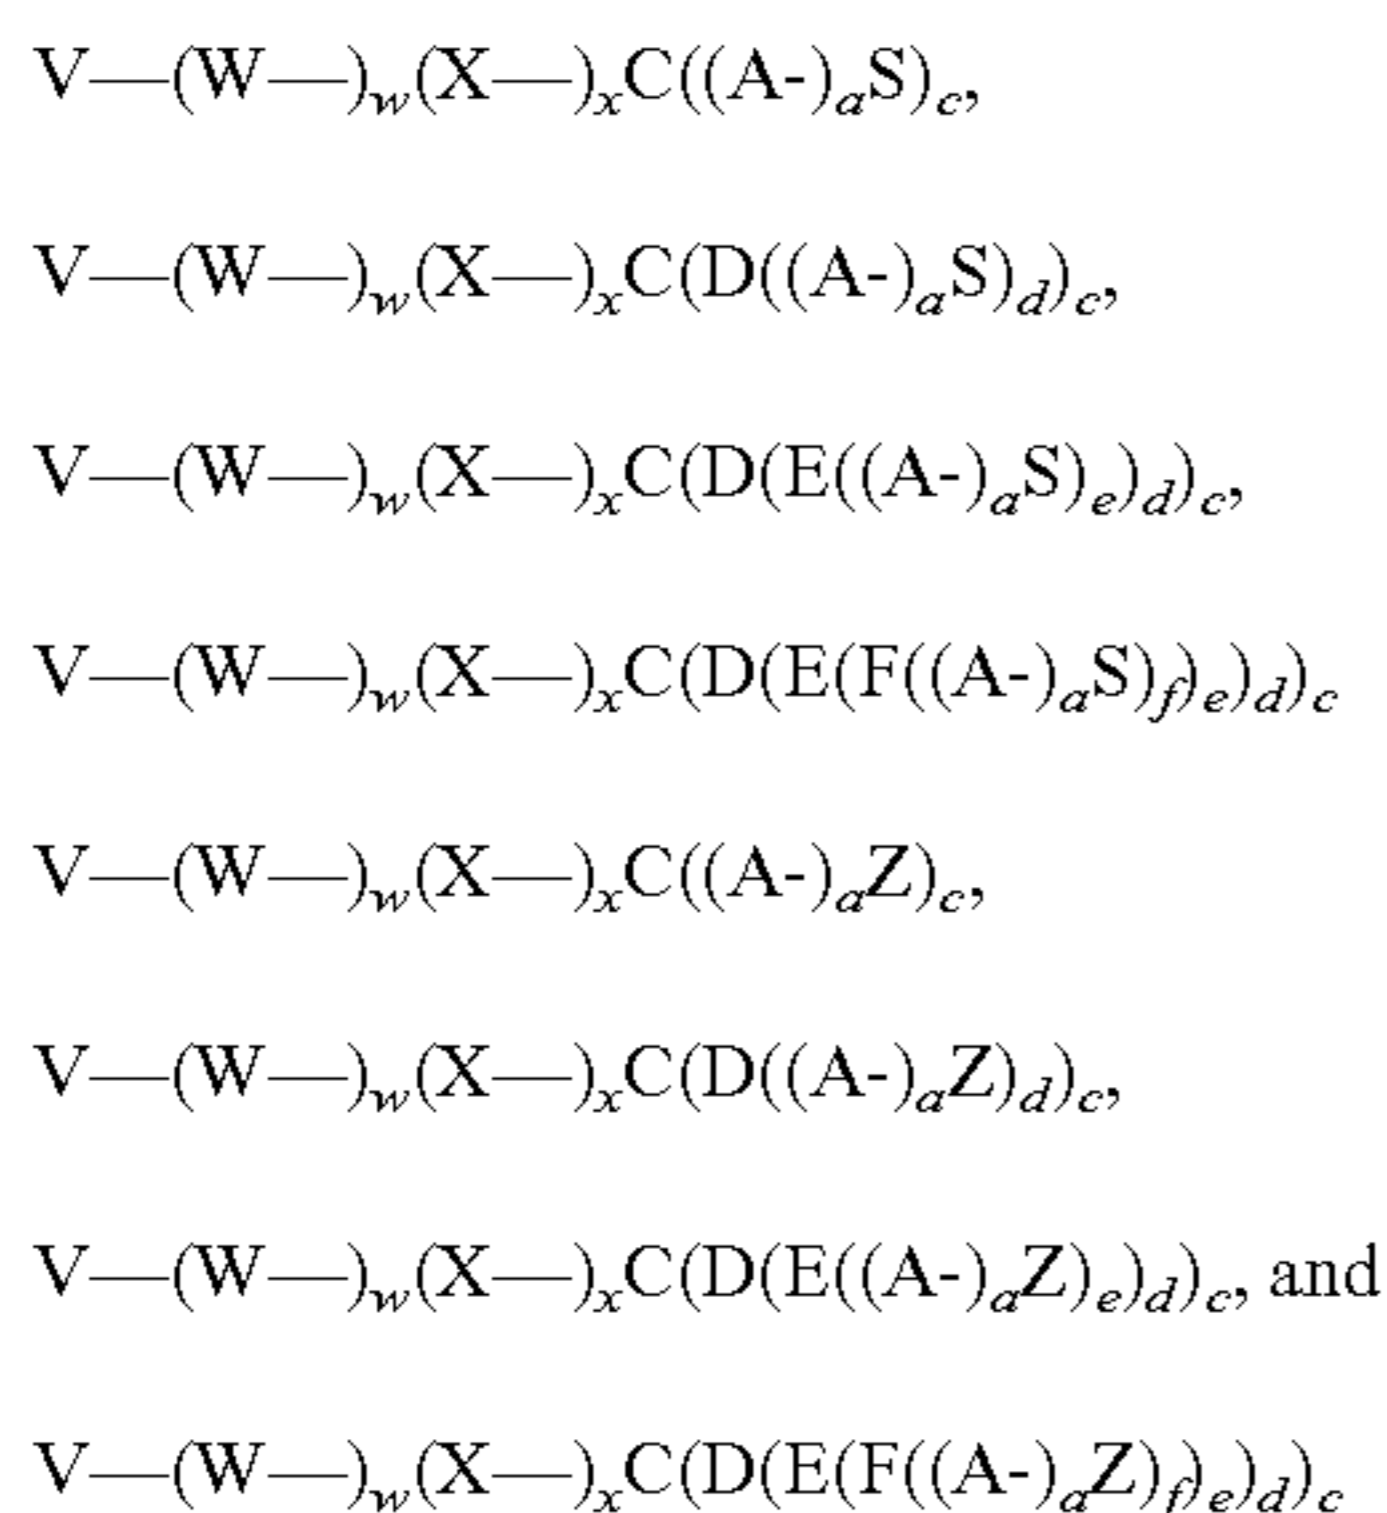 V—(W—)w(X—)xC((A-)aS)c,
V—(W—)w(X—)xC(D((A-)aS)d)c,
V—(W—)w(X—)xC(D(E((A-)aS)e)d)c,
V—(W—)w(X—)xC(D(E(F((A-)aS)f)e)d)c
V—(W—)w(X—)xC((A-)aZ)c,
V—(W—)w(X—)xC(D((A-)aZ)d)c,
V—(W—)w(X—)xC(D(E((A-)aZ)e)d)c, and
V—(W—)w(X—)xC(D(E(F((A-)aZ)f)e)d)c